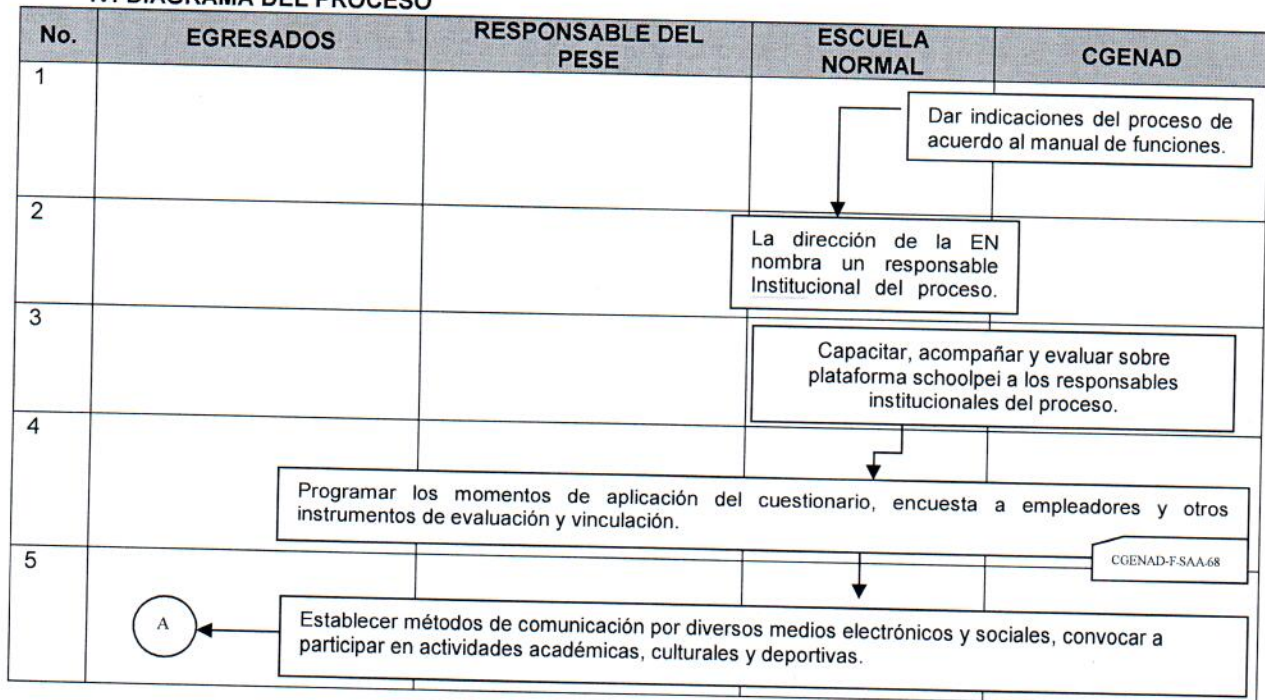 IV. DIAGRAMA DEL PROCESO
No. EGRESADOS RESPONSABLE DEL PESE ESCUELA NORMAL CGENAD
1
Dar indicaciones del proceso de
acuerdo al manual de funciones.
2
La dirección de la EN
nombra un responsable
Institucional del proceso.
3
Capacitar, acompañar y evaluar sobre
plataforma schoolpei a los responsables
institucionales del proceso.
4
Programar los momentos de aplicación del cuestionario, encuesta a empleadores y otros
instrumentos de evaluación y vinculación.
CGENAD-F-SAA-68
5
A
Establecer métodos de comunicación por diversos medios electrónicos y sociales, convocar a
participar en actividades académicas, culturales y deportivas.